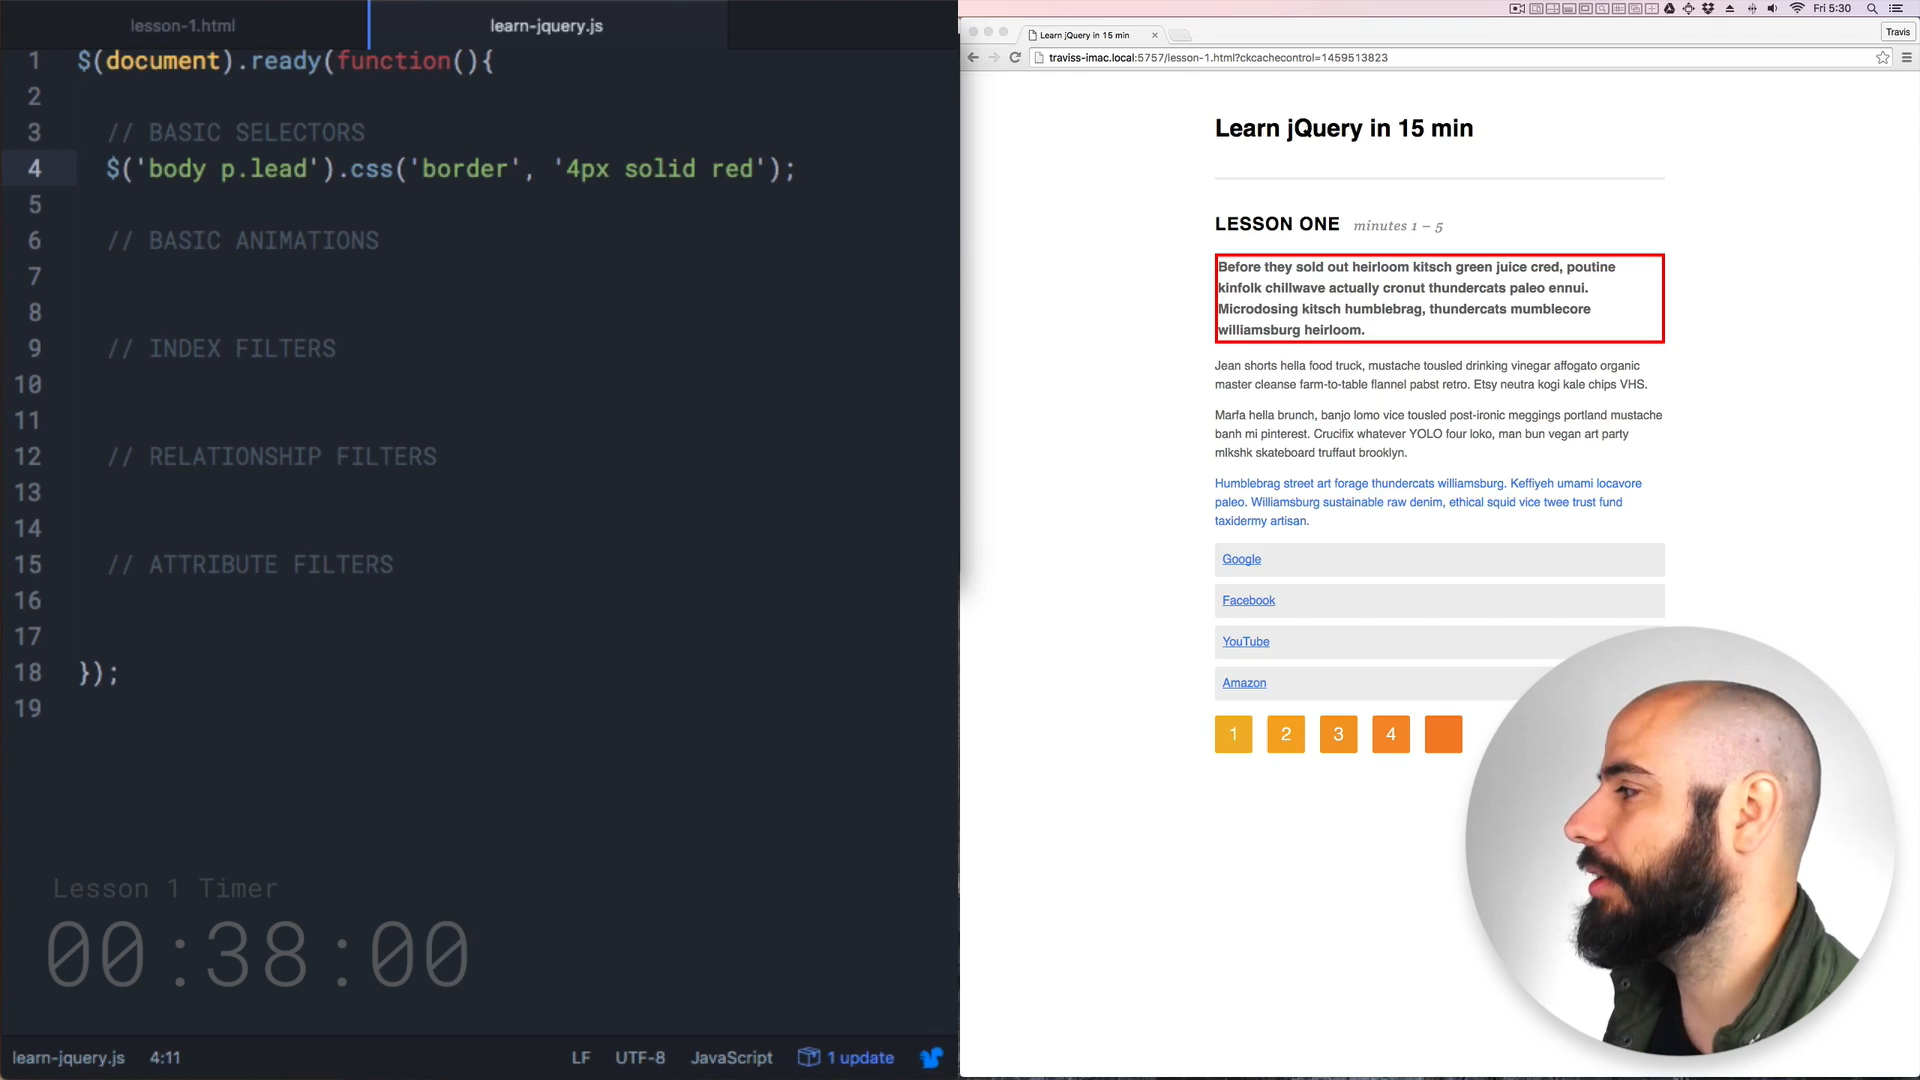 lesson-1.html
learn-jquery.js
1 $(document).ready(function(){
2
3 // BASIC SELECTORS
4 $('body p.lead').css('border', '4px solid red');
5
6 // BASIC ANIMATIONS
7
8
9 // INDEX FILTERS
10
11
12 // RELATIONSHIP FILTERS
13
14
15 // ATTRIBUTE FILTERS
16
17
18 });
19
Lesson 1 Timer
00:38:00
learn-jquery.js 4:11 LF UTF-8 JavaScript 1 update
Fri 5:30
Learn jQuery in 15 min
Travis
traviss-imac.local:5757/lesson-1.html?ckcachecontrol=1459513823
Learn jQuery in 15 min
LESSON ONE minutes 1 – 5
Before they sold out heirloom kitsch green juice cred, poutine
kinfolk chillwave actually cronut thundercats paleo ennui.
Microdosing kitsch humblebrag, thundercats mumblecore
williamsburg heirloom.
Jean shorts hella food truck, mustache tousled drinking vinegar affogato organic
master cleanse farm-to-table flannel pabst retro. Etsy neutra kogi kale chips VHS.
Marfa hella brunch, banjo lomo vice tousled post-ironic meggings portland mustache
banh mi pinterest. Crucifix whatever YOLO four loko, man bun vegan art party
mlkshk skateboard truffaut brooklyn.
Humblebrag street art forage thundercats williamsburg. Keffiyeh umami locavore
paleo. Williamsburg sustainable raw denim, ethical squid vice twee trust fund
taxidermy artisan.
Google
Facebook
YouTube
Amazon
1 2 3 4